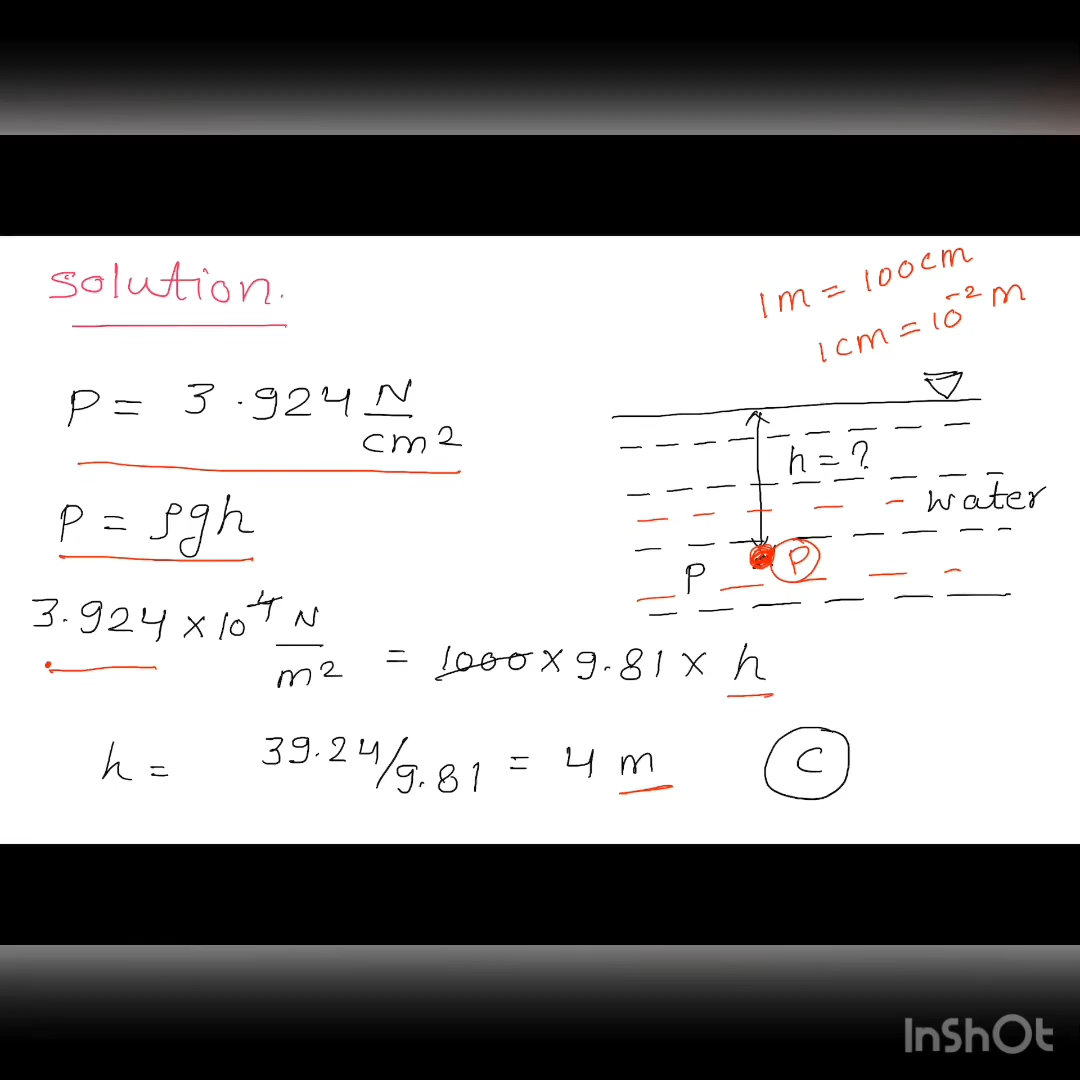 solution.
1m = 100cm
1cm = 10⁻² m
P = 3.924 N/cm²
P = ρgh
h = ?
water
P P
3.924 × 10⁴ N/m² = 1000 × 9.81 × h
h = 39.24/9.81 = 4 m C
InShOt